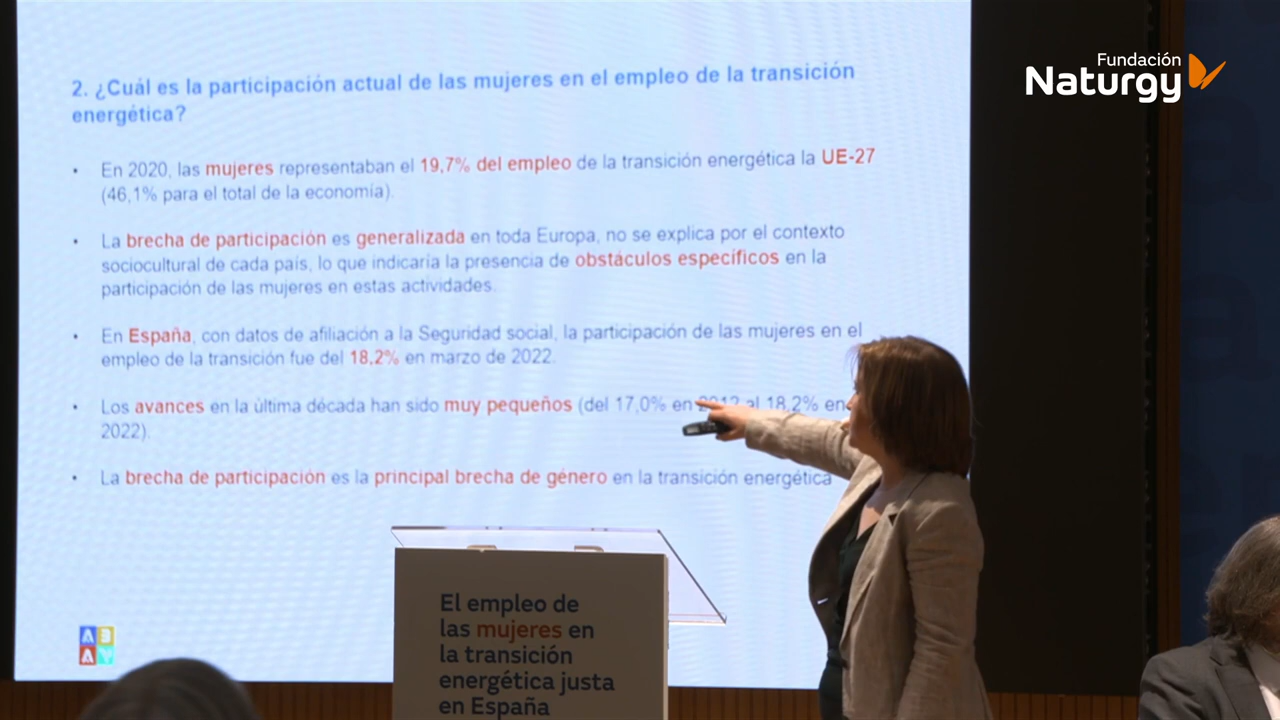 Fundación
Naturgy
2. ¿Cuál es la participación actual de las mujeres en el empleo de la transición
energética?
• En 2020, las mujeres representaban el 19,7% del empleo de la transición energética la UE-27
(46,1% para el total de la economía).
• La brecha de participación es generalizada en toda Europa, no se explica por el contexto
sociocultural de cada país, lo que indicaría la presencia de obstáculos específicos en la
participación de las mujeres en estas actividades.
• En España, con datos de afiliación a la Seguridad social, la participación de las mujeres en el
empleo de la transición fue del 18,2% en marzo de 2022.
• Los avances en la última década han sido muy pequeños (del 17,0% en al 18,2% en
2022).
• La brecha de participación es la principal brecha de género en la transición energética
A B
A Y
El empleo de
las mujeres en
la transición
energética justa
en España